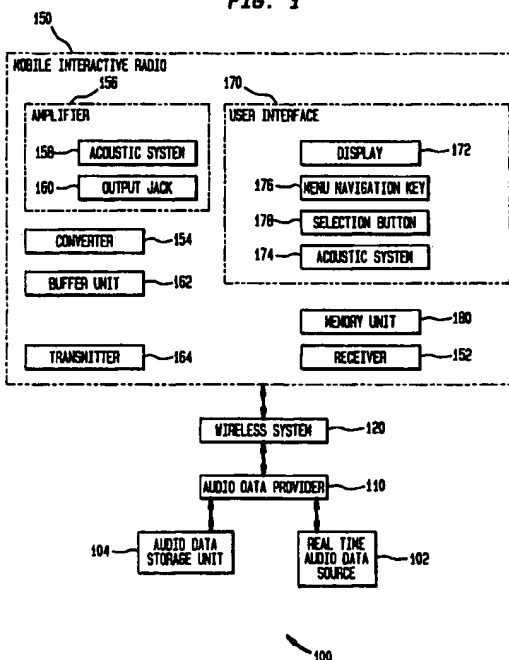 FIG. 1
150
MOBILE INTERACTIVE RADIO
156
170
AMPLIFIER
USER INTERFACE
158
ACOUSTIC SYSTEM
DISPLAY
172
160
OUTPUT JACK
176
MENU NAVIGATION KEY
178
SELECTION BUTTON
CONVERTER
154
174
ACOUSTIC SYSTEM
BUFFER UNIT
162
MEMORY UNIT
180
TRANSMITTER
164
RECEIVER
152
WIRELESS SYSTEM
120
AUDIO DATA PROVIDER
110
104
AUDIO DATA
STORAGE UNIT
REAL TIME
AUDIO DATA
SOURCE
102
100